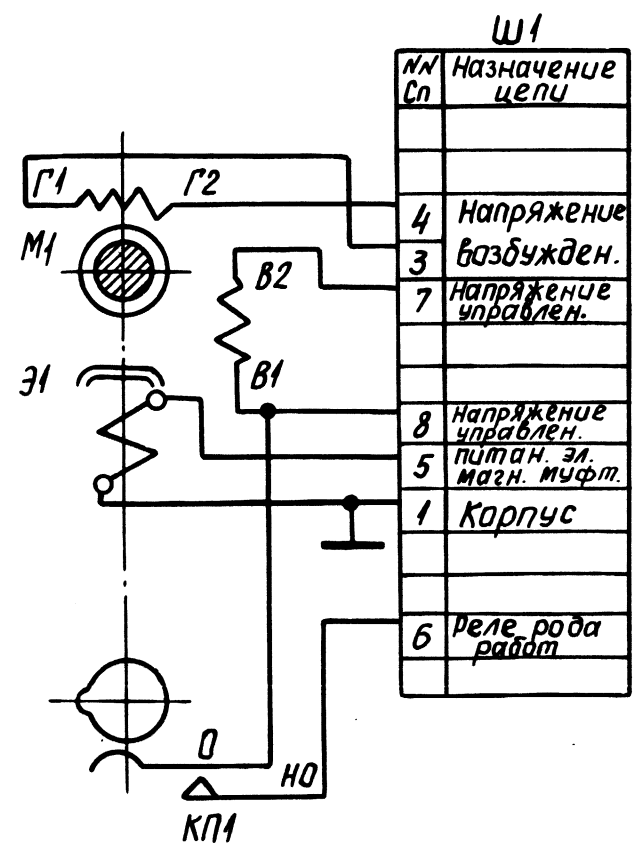 Ш1
NN Сп
Назначение цепи
Г1
Г2
4
Напряжение
М1
3
возбужден.
В2
7
Напряжение
управлен.
Э1
В1
8
Напряжение
управлен.
5
питан. эл.
магн. муфт.
1
Корпус
6
Реле рода
работ
О
НО
КП1